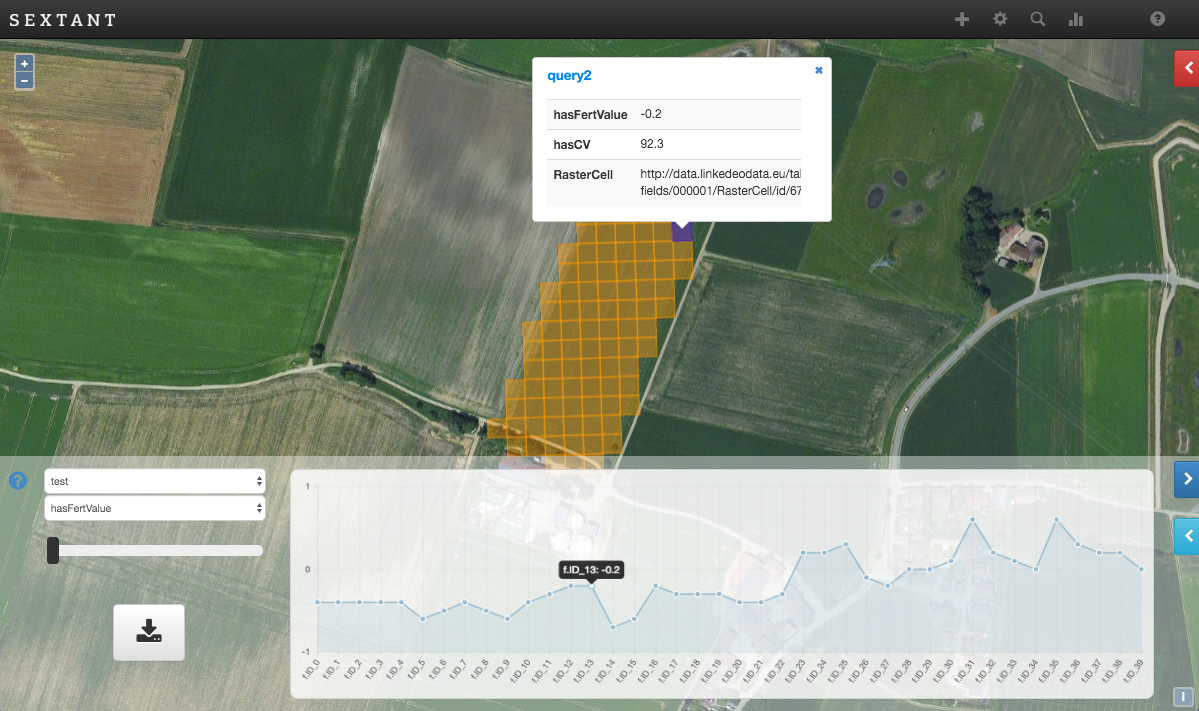 SEXTANT
+
−
query2
hasFertValue -0.2
hasCV 92.3
RasterCell http://data.linkedeodata.eu/tal
fields/000001/RasterCell/id/67
?
test
hasFertValue
1
0
-1
f.ID_13: -0.2
f.ID_0 f.ID_1 f.ID_2 f.ID_3 f.ID_4 f.ID_5 f.ID_6 f.ID_7 f.ID_8 f.ID_9 f.ID_10 f.ID_11 f.ID_12 f.ID_13 f.ID_14 f.ID_15 f.ID_16 f.ID_17 f.ID_18 f.ID_19 f.ID_20 f.ID_21 f.ID_22 f.ID_23 f.ID_24 f.ID_25 f.ID_26 f.ID_27 f.ID_28 f.ID_29 f.ID_30 f.ID_31 f.ID_32 f.ID_33 f.ID_34 f.ID_35 f.ID_36 f.ID_37 f.ID_38 f.ID_39
i